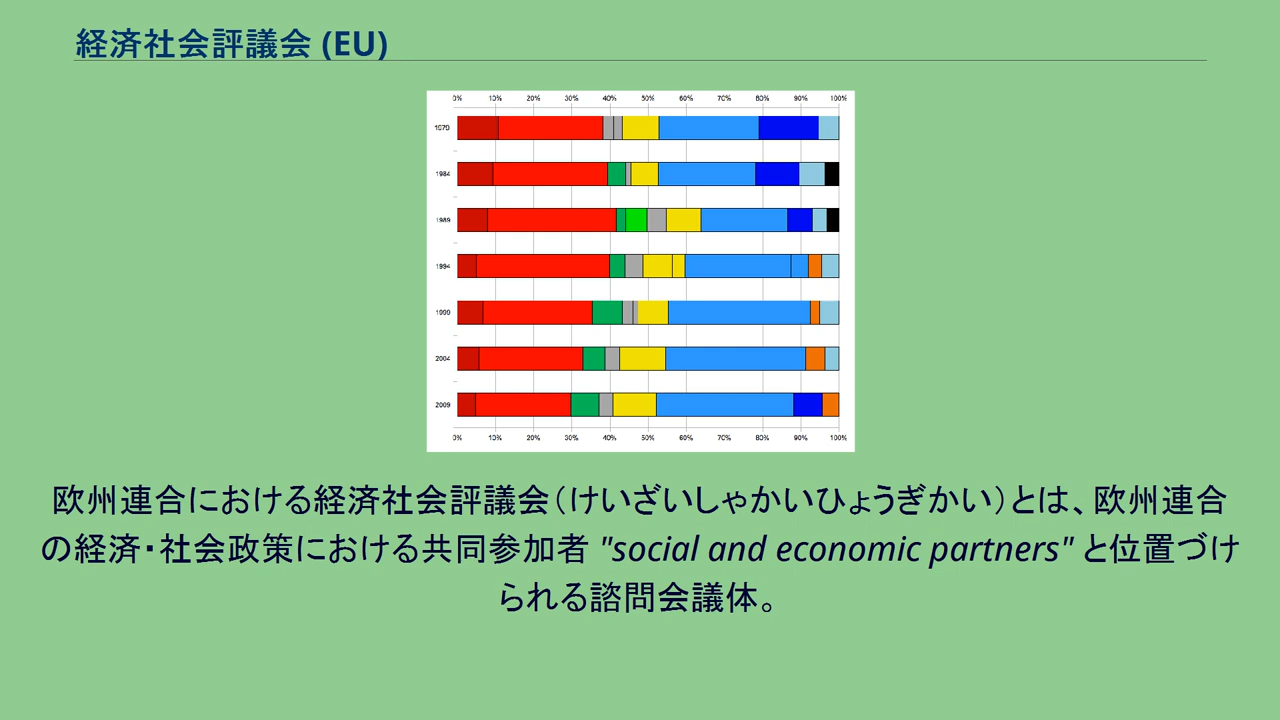 経済社会評議会 (EU)
0% 10% 20% 30% 40% 50% 60% 70% 80% 90% 100%
1979
1984
1989
1994
1999
2004
2009
0% 10% 20% 30% 40% 50% 60% 70% 80% 90% 100%
欧州連合における経済社会評議会（けいざいしゃかいひょうぎかい）とは、欧州連合
の経済・社会政策における共同参加者 "social and economic partners" と位置づけ
られる諮問会議体。